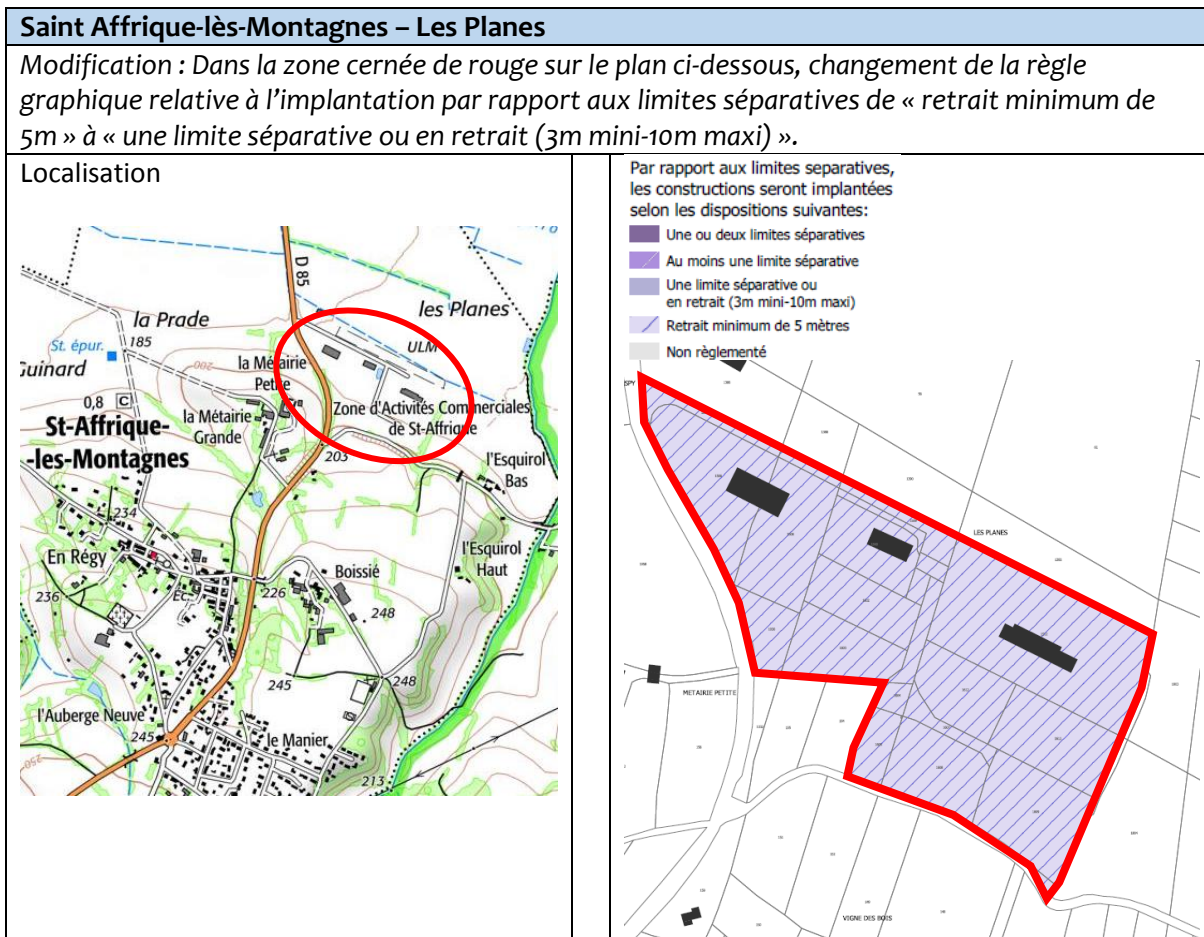 Saint Affrique-lès-Montagnes – Les Planes
Modification : Dans la zone cernée de rouge sur le plan ci-dessous, changement de la règle
graphique relative à l'implantation par rapport aux limites séparatives de « retrait minimum de
5m » à « une limite séparative ou en retrait (3m mini-10m maxi) ».
Localisation
D 85
les Planes
la Prade
ULM
St. épur.
185
Guinard
200
la Métairie
Petite
0,8 C
la Métairie
Grande
Zone d'Activités Commerciales
de St-Affrique
St-Affrique-
-les-Montagnes
203
l'Esquirol
Bas
234
En Régy
l'Esquirol
Haut
Boissié
236
Ec.
226
248
245
248
l'Auberge Neuve
245
le Manier
250
213
Par rapport aux limites separatives,
les constructions seront implantées
selon les dispositions suivantes:
Une ou deux limites séparatives
Au moins une limite séparative
Une limite séparative ou
en retrait (3m mini-10m maxi)
Retrait minimum de 5 mètres
Non règlementé
SPY
LES PLANES
METAIRIE PETITE
VIGNE DES BOIS